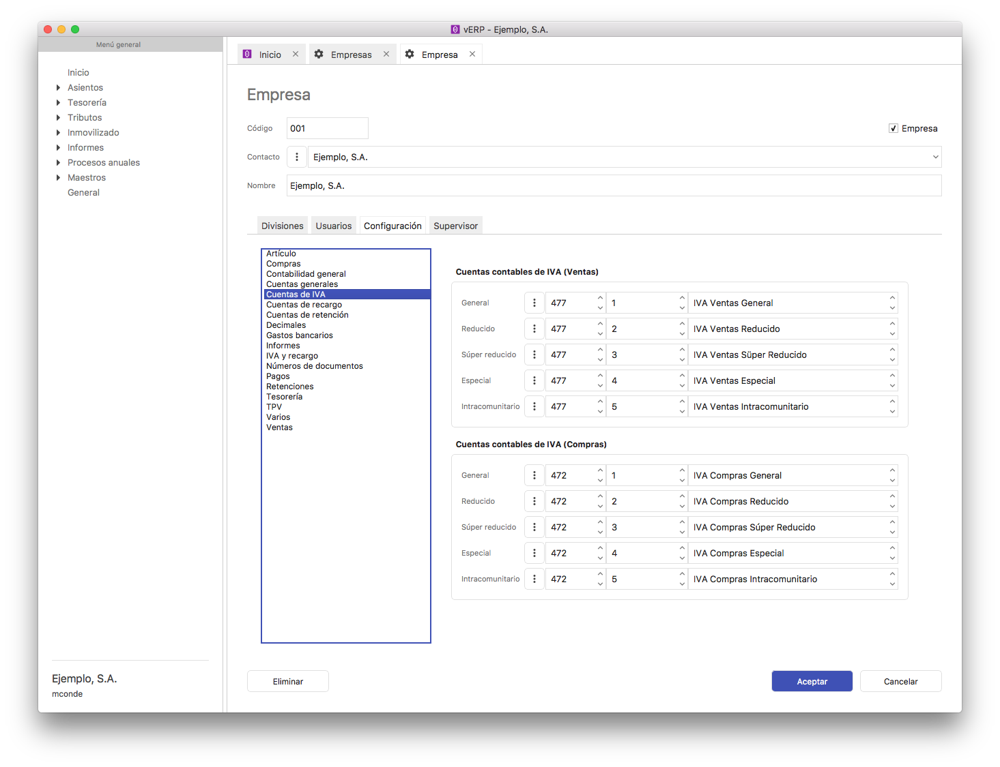 vERP - Ejemplo, S.A.
Menú general
Inicio
Asientos
Tesorería
Tributos
Inmovilizado
Informes
Procesos anuales
Maestros
General
Ejemplo, S.A.
mconde
Inicio Empresas Empresa
Empresa
Código 001 Empresa
Contacto Ejemplo, S.A.
Nombre Ejemplo, S.A.
Divisiones Usuarios Configuración Supervisor
Artículo
Compras
Contabilidad general
Cuentas generales
Cuentas de IVA
Cuentas de recargo
Cuentas de retención
Decimales
Gastos bancarios
Informes
IVA y recargo
Números de documentos
Pagos
Retenciones
Tesorería
TPV
Varios
Ventas
Cuentas contables de IVA (Ventas)
General 477 1 IVA Ventas General
Reducido 477 2 IVA Ventas Reducido
Súper reducido 477 3 IVA Ventas Süper Reducido
Especial 477 4 IVA Ventas Especial
Intracomunitario 477 5 IVA Ventas Intracomunitario
Cuentas contables de IVA (Compras)
General 472 1 IVA Compras General
Reducido 472 2 IVA Compras Reducido
Súper reducido 472 3 IVA Compras Súper Reducido
Especial 472 4 IVA Compras Especial
Intracomunitario 472 5 IVA Compras Intracomunitario
Eliminar Aceptar Cancelar